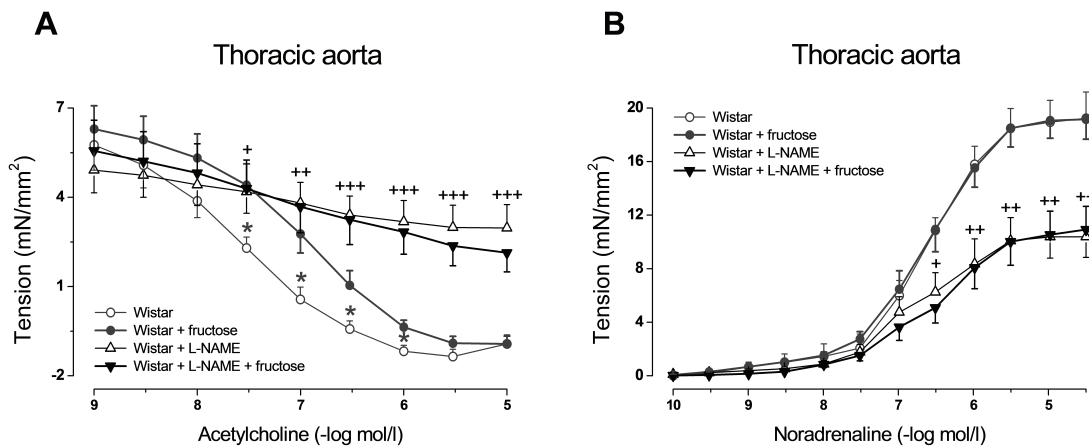 A
Thoracic aorta
Tension (mN/mm²)
7
4
1
-2
+
++
+++
+++
+++
+++
*
*
*
*
Wistar
Wistar + fructose
Wistar + L-NAME
Wistar + L-NAME + fructose
9
8
7
6
5
Acetylcholine (-log mol/l)
B
Thoracic aorta
Tension (mN/mm²)
20
16
12
8
4
0
Wistar
Wistar + fructose
Wistar + L-NAME
Wistar + L-NAME + fructose
+
++
++
++
++
10
9
8
7
6
5
Noradrenaline (-log mol/l)